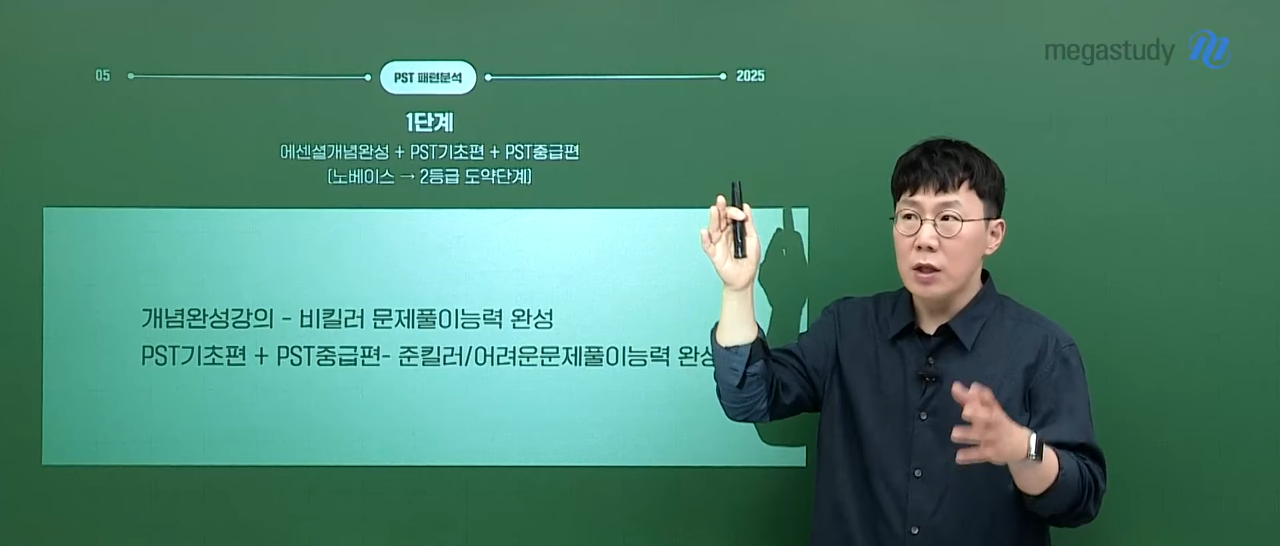 megastudy
05 PST 패턴분석 2025
1단계
에센셜개념완성 + PST기초편 + PST중급편
[노베이스 → 2등급 도약단계]
개념완성강의 - 비킬러 문제풀이능력 완성
PST기초편 + PST중급편- 준킬러/어려운문제풀이능력 완성